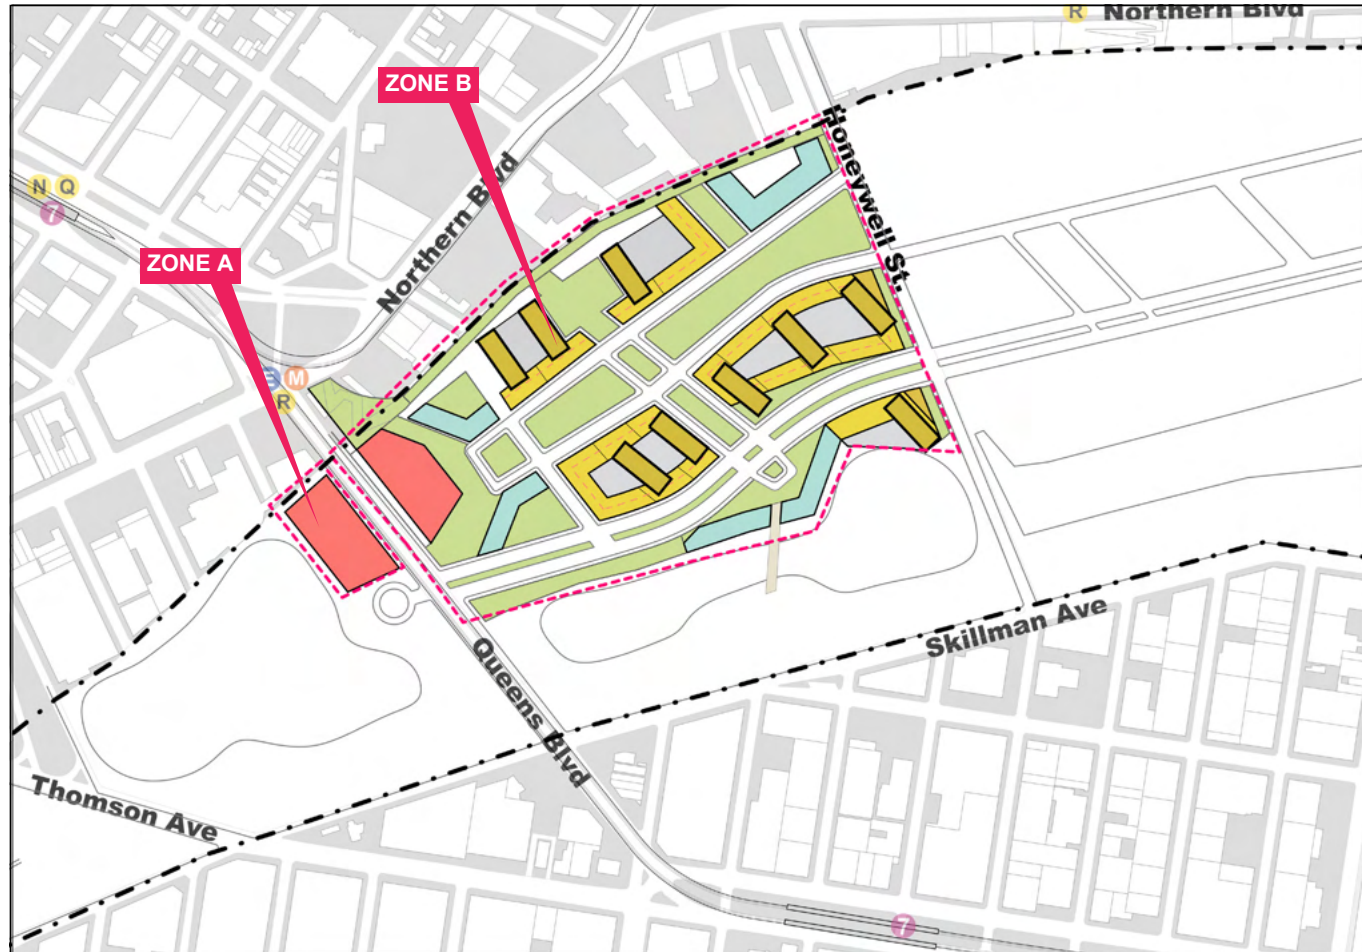 R Northern Blvd
ZONE B
Honeywell St.
N Q
7
Northern Blvd
ZONE A
E M
R
Queens Blvd
Skillman Ave
Thomson Ave
7